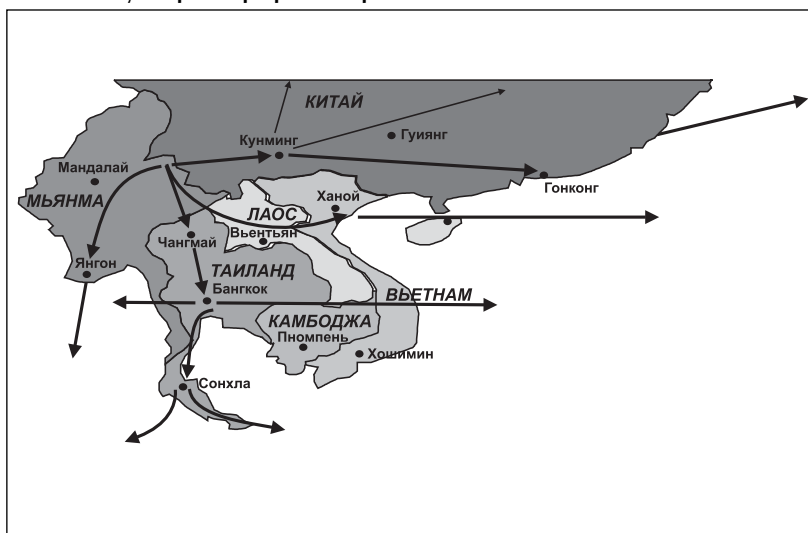 КИТАЙ
Кунминг
Гуиянг
Мандалай
МЬЯНМА
Гонконг
Ханой
ЛАОС
Вьентьян
Чангмай
Янгон
ТАИЛАНД
Бангкок
ВЬЕТНАМ
КАМБОДЖА
Пномпень
Хошимин
Сонхла